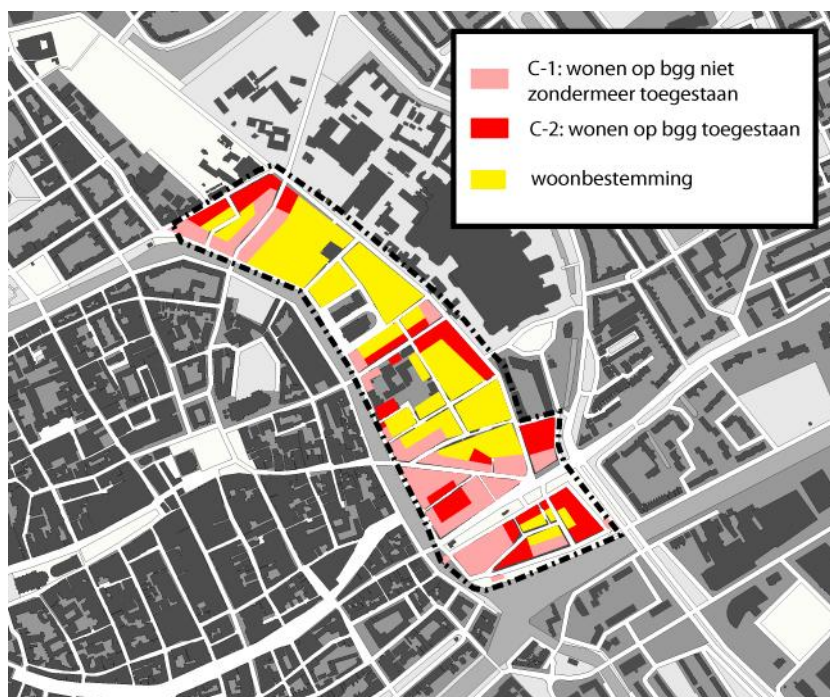 C-1: wonen op bgg niet
zondermeer toegestaan
C-2: wonen op bgg toegestaan
woonbestemming